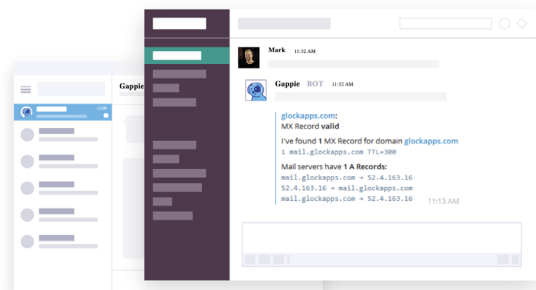 Mark 11:32 AM
Gappie
Gappie BOT 11:32 AM
glockapps.com:
MX Record valid
I've found 1 MX Record for domain glockapps.com
1 mail.glockapps.com TTL=300
Mail servers have 1 A Records:
mail.glockapps.com → 52.4.163.16
52.4.163.16 → mail.glockapps.com
mail.glockapps.com → 52.4.163.16
11:13 AM